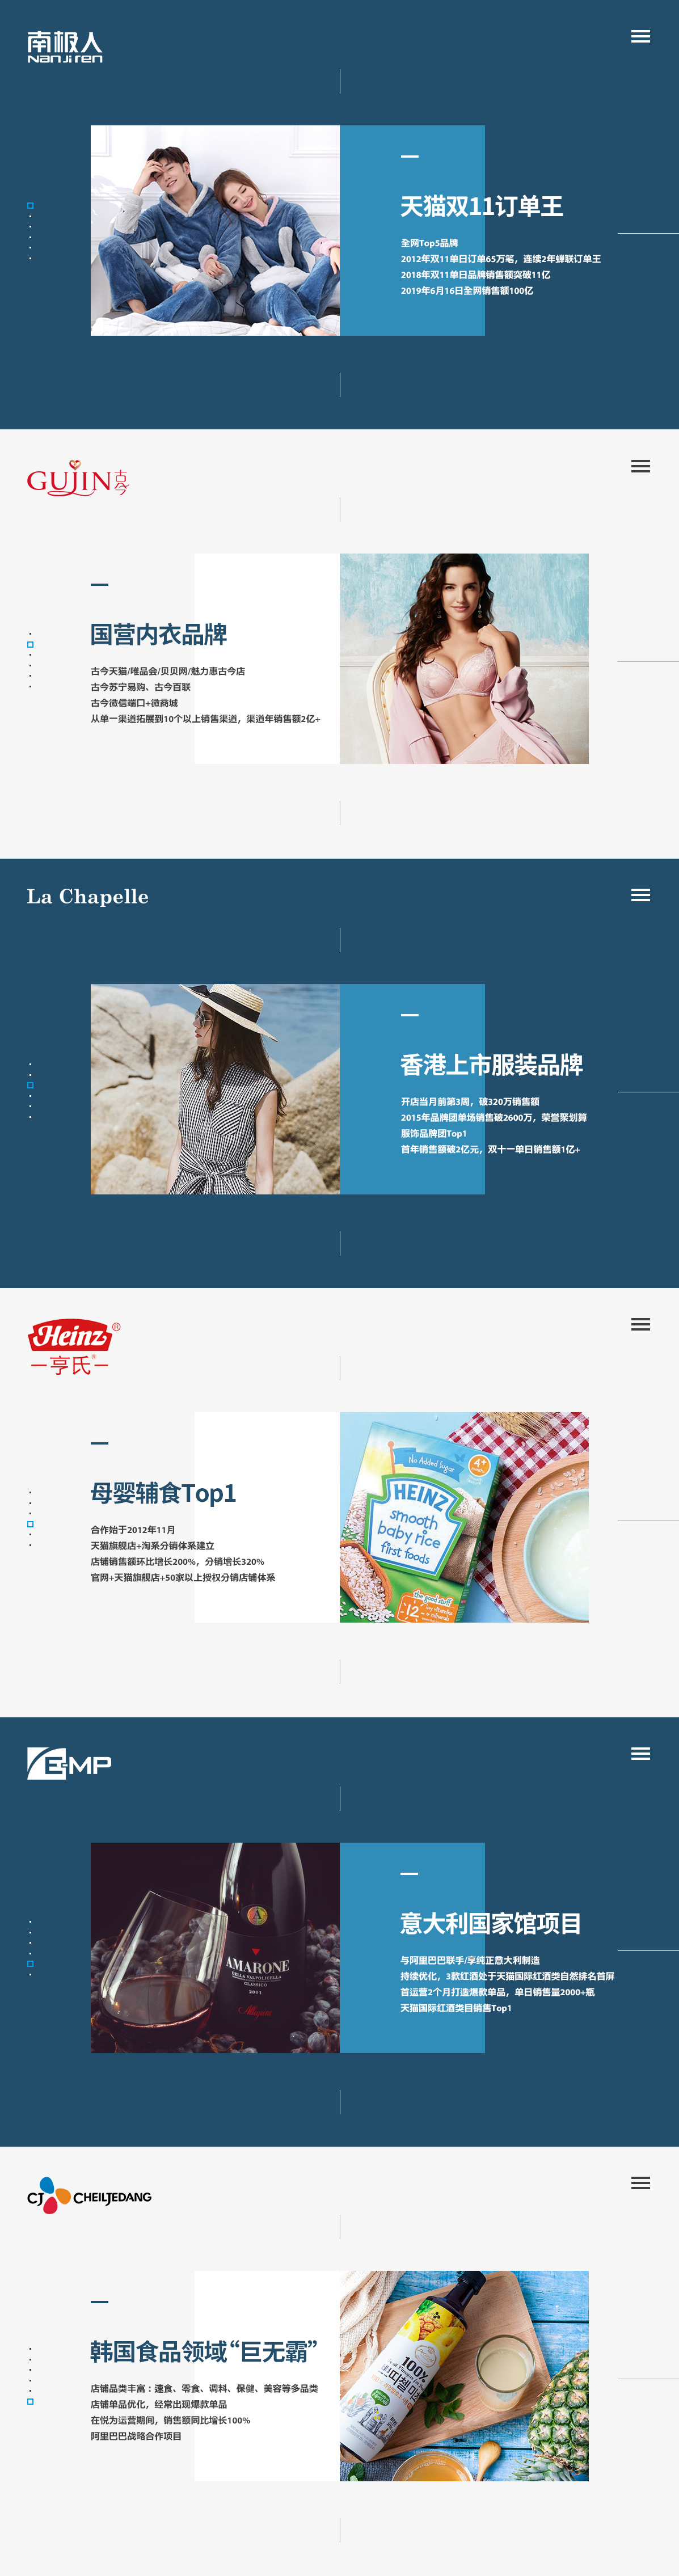 南极人
NanJiren
天猫双11订单王
全网Top5品牌
2012年双11单日订单65万笔，连续2年蝉联订单王
2018年双11单日品牌销售额突破11亿
2019年6月16日全网销售额100亿
GUJIN古今
国营内衣品牌
古今天猫/唯品会/贝贝网/魅力惠古今店
古今苏宁易购、古今百联
古今微信端口+微商城
从单一渠道拓展到10个以上销售渠道，渠道年销售额2亿+
La Chapelle
香港上市服装品牌
开店当月前第3周，破320万销售额
2015年品牌团单场销售破2600万，荣誉聚划算
服饰品牌团Top1
首年销售额破2亿元，双十一单日销售额1亿+
Heinz®
亨氏®
母婴辅食Top1
合作始于2012年11月
天猫旗舰店+淘系分销体系建立
店铺销售额环比增长200%，分销增长320%
官网+天猫旗舰店+50家以上授权分销店铺体系
No Added Sugar
4+
HEINZ
smooth
baby rice
first foods
the good stuff
12
E-MP
意大利国家馆项目
与阿里巴巴联手/享纯正意大利制造
持续优化，3款红酒处于天猫国际红酒类自然排名首屏
首运营2个月打造爆款单品，单日销售量2000+瓶
天猫国际红酒类目销售Top1
A
AMARONE
DELLA VALPOLICELLA
CLASSICO
2011
Allegrini
CJ CHEILJEDANG
韩国食品领域“巨无霸”
店铺品类丰富：速食、零食、调料、保健、美容等多品类
店铺单品优化，经常出现爆款单品
在悦为运营期间，销售额同比增长100%
阿里巴巴战略合作项目
100%